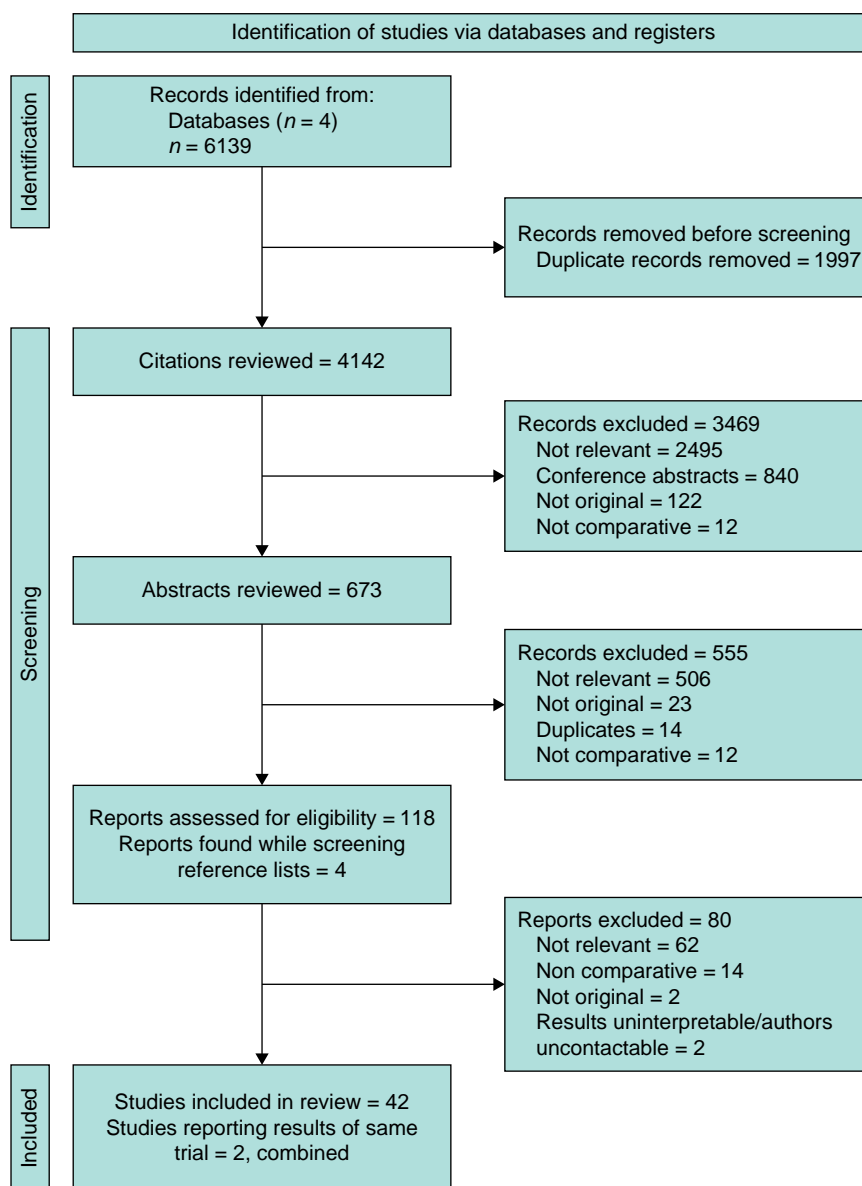 Identification of studies via databases and registers
Identification
Records identified from:
Databases (n = 4)
n = 6139
Records removed before screening
Duplicate records removed = 1997
Screening
Citations reviewed = 4142
Records excluded = 3469
Not relevant = 2495
Conference abstracts = 840
Not original = 122
Not comparative = 12
Abstracts reviewed = 673
Records excluded = 555
Not relevant = 506
Not original = 23
Duplicates = 14
Not comparative = 12
Reports assessed for eligibility = 118
Reports found while screening
reference lists = 4
Reports excluded = 80
Not relevant = 62
Non comparative = 14
Not original = 2
Results uninterpretable/authors
uncontactable = 2
Included
Studies included in review = 42
Studies reporting results of same
trial = 2, combined